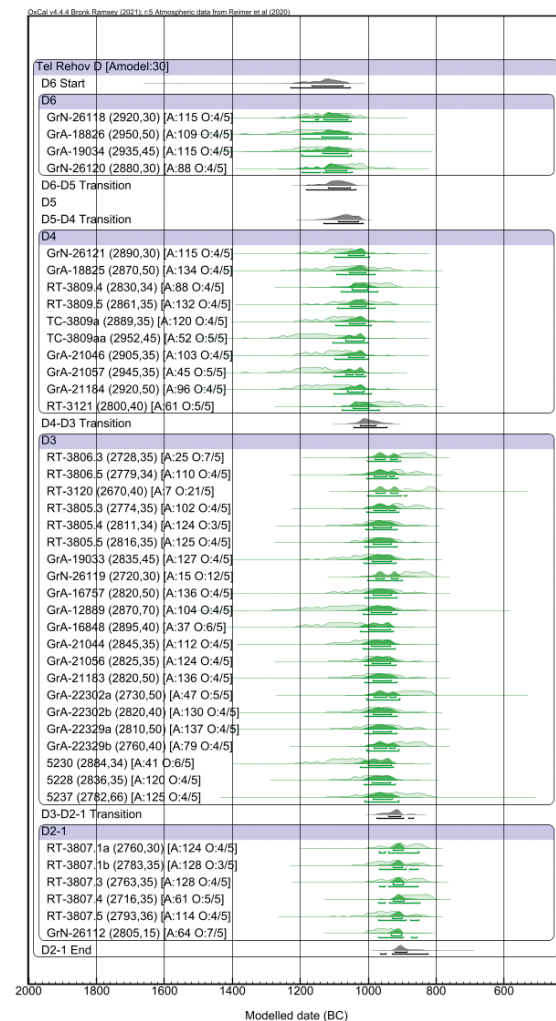 OxCal v4.4.4 Bronk Ramsey (2021); r:5 Atmospheric data from Reimer et al (2020)
Tel Rehov D [Amodel:30]
D6 Start
D6
GrN-26118 (2920,30) [A:115 O:4/5]
GrA-18826 (2950,50) [A:109 O:4/5]
GrA-19034 (2935,45) [A:115 O:4/5]
GrN-26120 (2880,30) [A:88 O:4/5]
D6-D5 Transition
D5
D5-D4 Transition
D4
GrN-26121 (2890,30) [A:115 O:4/5]
GrA-18825 (2870,50) [A:134 O:4/5]
RT-3809.4 (2830,34) [A:88 O:4/5]
RT-3809.5 (2861,35) [A:132 O:4/5]
TC-3809a (2889,35) [A:120 O:4/5]
TC-3809aa (2952,45) [A:52 O:5/5]
GrA-21046 (2905,35) [A:103 O:4/5]
GrA-21057 (2945,35) [A:45 O:5/5]
GrA-21184 (2920,50) [A:96 O:4/5]
RT-3121 (2800,40) [A:61 O:5/5]
D4-D3 Transition
D3
RT-3806.3 (2728,35) [A:25 O:7/5]
RT-3806.5 (2779,34) [A:110 O:4/5]
RT-3120 (2670,40) [A:7 O:21/5]
RT-3805.3 (2774,35) [A:102 O:4/5]
RT-3805.4 (2811,34) [A:124 O:3/5]
RT-3805.5 (2816,35) [A:125 O:4/5]
GrA-19033 (2835,45) [A:127 O:4/5]
GrN-26119 (2720,30) [A:15 O:12/5]
GrA-16757 (2820,50) [A:136 O:4/5]
GrA-12889 (2870,70) [A:104 O:4/5]
GrA-16848 (2895,40) [A:37 O:6/5]
GrA-21044 (2845,35) [A:112 O:4/5]
GrA-21056 (2825,35) [A:124 O:4/5]
GrA-21183 (2820,50) [A:136 O:4/5]
GrA-22302a (2730,50) [A:47 O:5/5]
GrA-22302b (2820,40) [A:130 O:4/5]
GrA-22329a (2810,50) [A:137 O:4/5]
GrA-22329b (2760,40) [A:79 O:4/5]
5230 (2884,34) [A:41 O:6/5]
5228 (2836,35) [A:120 O:4/5]
5237 (2782,66) [A:125 O:4/5]
D3-D2-1 Transition
D2-1
RT-3807.1a (2760,30) [A:124 O:4/5]
RT-3807.1b (2783,35) [A:128 O:3/5]
RT-3807.3 (2763,35) [A:128 O:4/5]
RT-3807.4 (2716,35) [A:61 O:5/5]
RT-3807.5 (2793,36) [A:114 O:4/5]
GrN-26112 (2805,15) [A:64 O:7/5]
D2-1 End
2000 1800 1600 1400 1200 1000 800 600
Modelled date (BC)